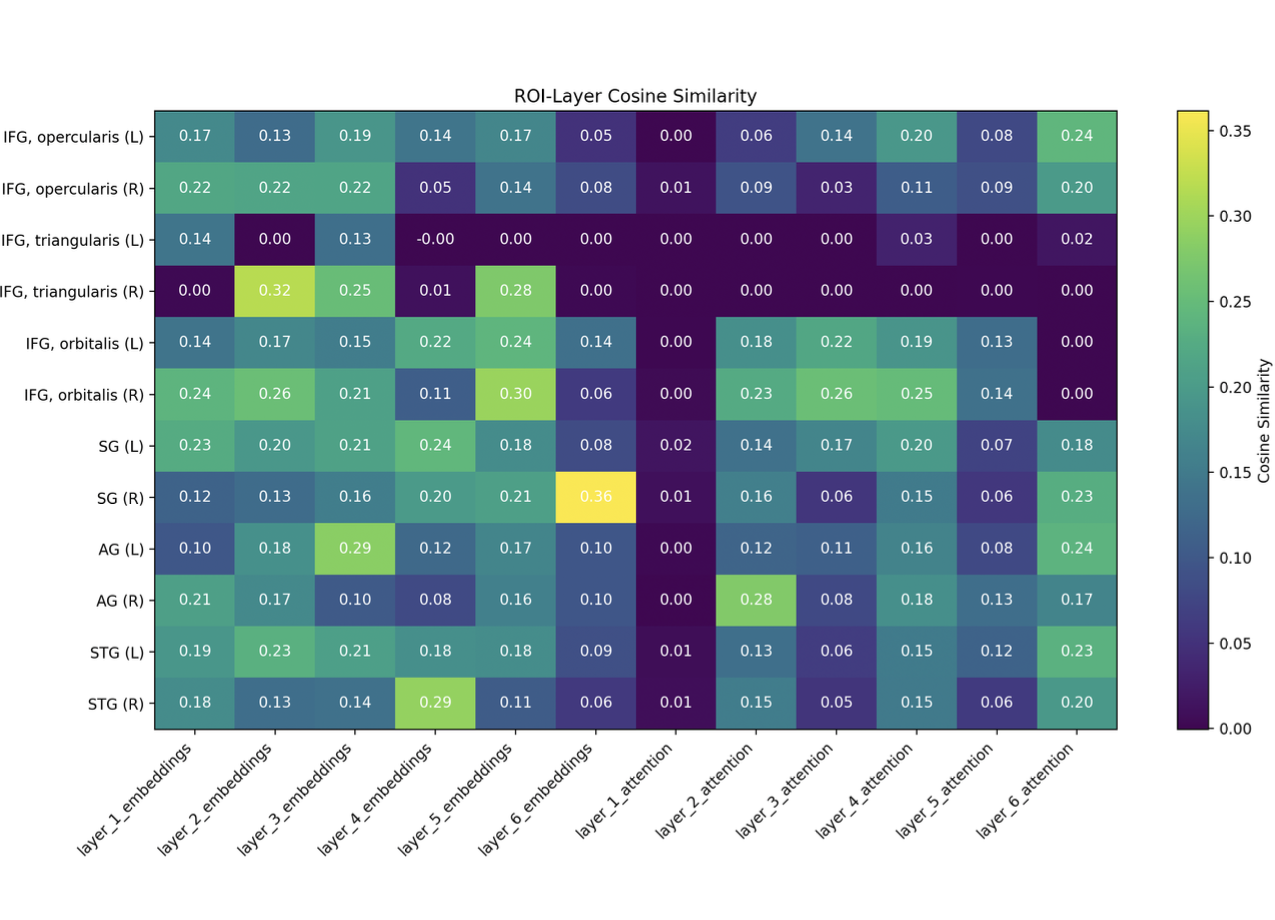 ROI-Layer Cosine Similarity
IFG, opercularis (L) 0.17 0.13 0.19 0.14 0.17 0.05 0.00 0.06 0.14 0.20 0.08 0.24
IFG, opercularis (R) 0.22 0.22 0.22 0.05 0.14 0.08 0.01 0.09 0.03 0.11 0.09 0.20
IFG, triangularis (L) 0.14 0.00 0.13 -0.00 0.00 0.00 0.00 0.00 0.00 0.03 0.00 0.02
IFG, triangularis (R) 0.00 0.32 0.25 0.01 0.28 0.00 0.00 0.00 0.00 0.00 0.00 0.00
IFG, orbitalis (L) 0.14 0.17 0.15 0.22 0.24 0.14 0.00 0.18 0.22 0.19 0.13 0.00
IFG, orbitalis (R) 0.24 0.26 0.21 0.11 0.30 0.06 0.00 0.23 0.26 0.25 0.14 0.00
SG (L) 0.23 0.20 0.21 0.24 0.18 0.08 0.02 0.14 0.17 0.20 0.07 0.18
SG (R) 0.12 0.13 0.16 0.20 0.21 0.36 0.01 0.16 0.06 0.15 0.06 0.23
AG (L) 0.10 0.18 0.29 0.12 0.17 0.10 0.00 0.12 0.11 0.16 0.08 0.24
AG (R) 0.21 0.17 0.10 0.08 0.16 0.10 0.00 0.28 0.08 0.18 0.13 0.17
STG (L) 0.19 0.23 0.21 0.18 0.18 0.09 0.01 0.13 0.06 0.15 0.12 0.23
STG (R) 0.18 0.13 0.14 0.29 0.11 0.06 0.01 0.15 0.05 0.15 0.06 0.20
layer_1_embeddings
layer_2_embeddings
layer_3_embeddings
layer_4_embeddings
layer_5_embeddings
layer_6_embeddings
layer_1_attention
layer_2_attention
layer_3_attention
layer_4_attention
layer_5_attention
layer_6_attention
0.35
0.30
0.25
0.20
0.15
0.10
0.05
0.00
Cosine Similarity